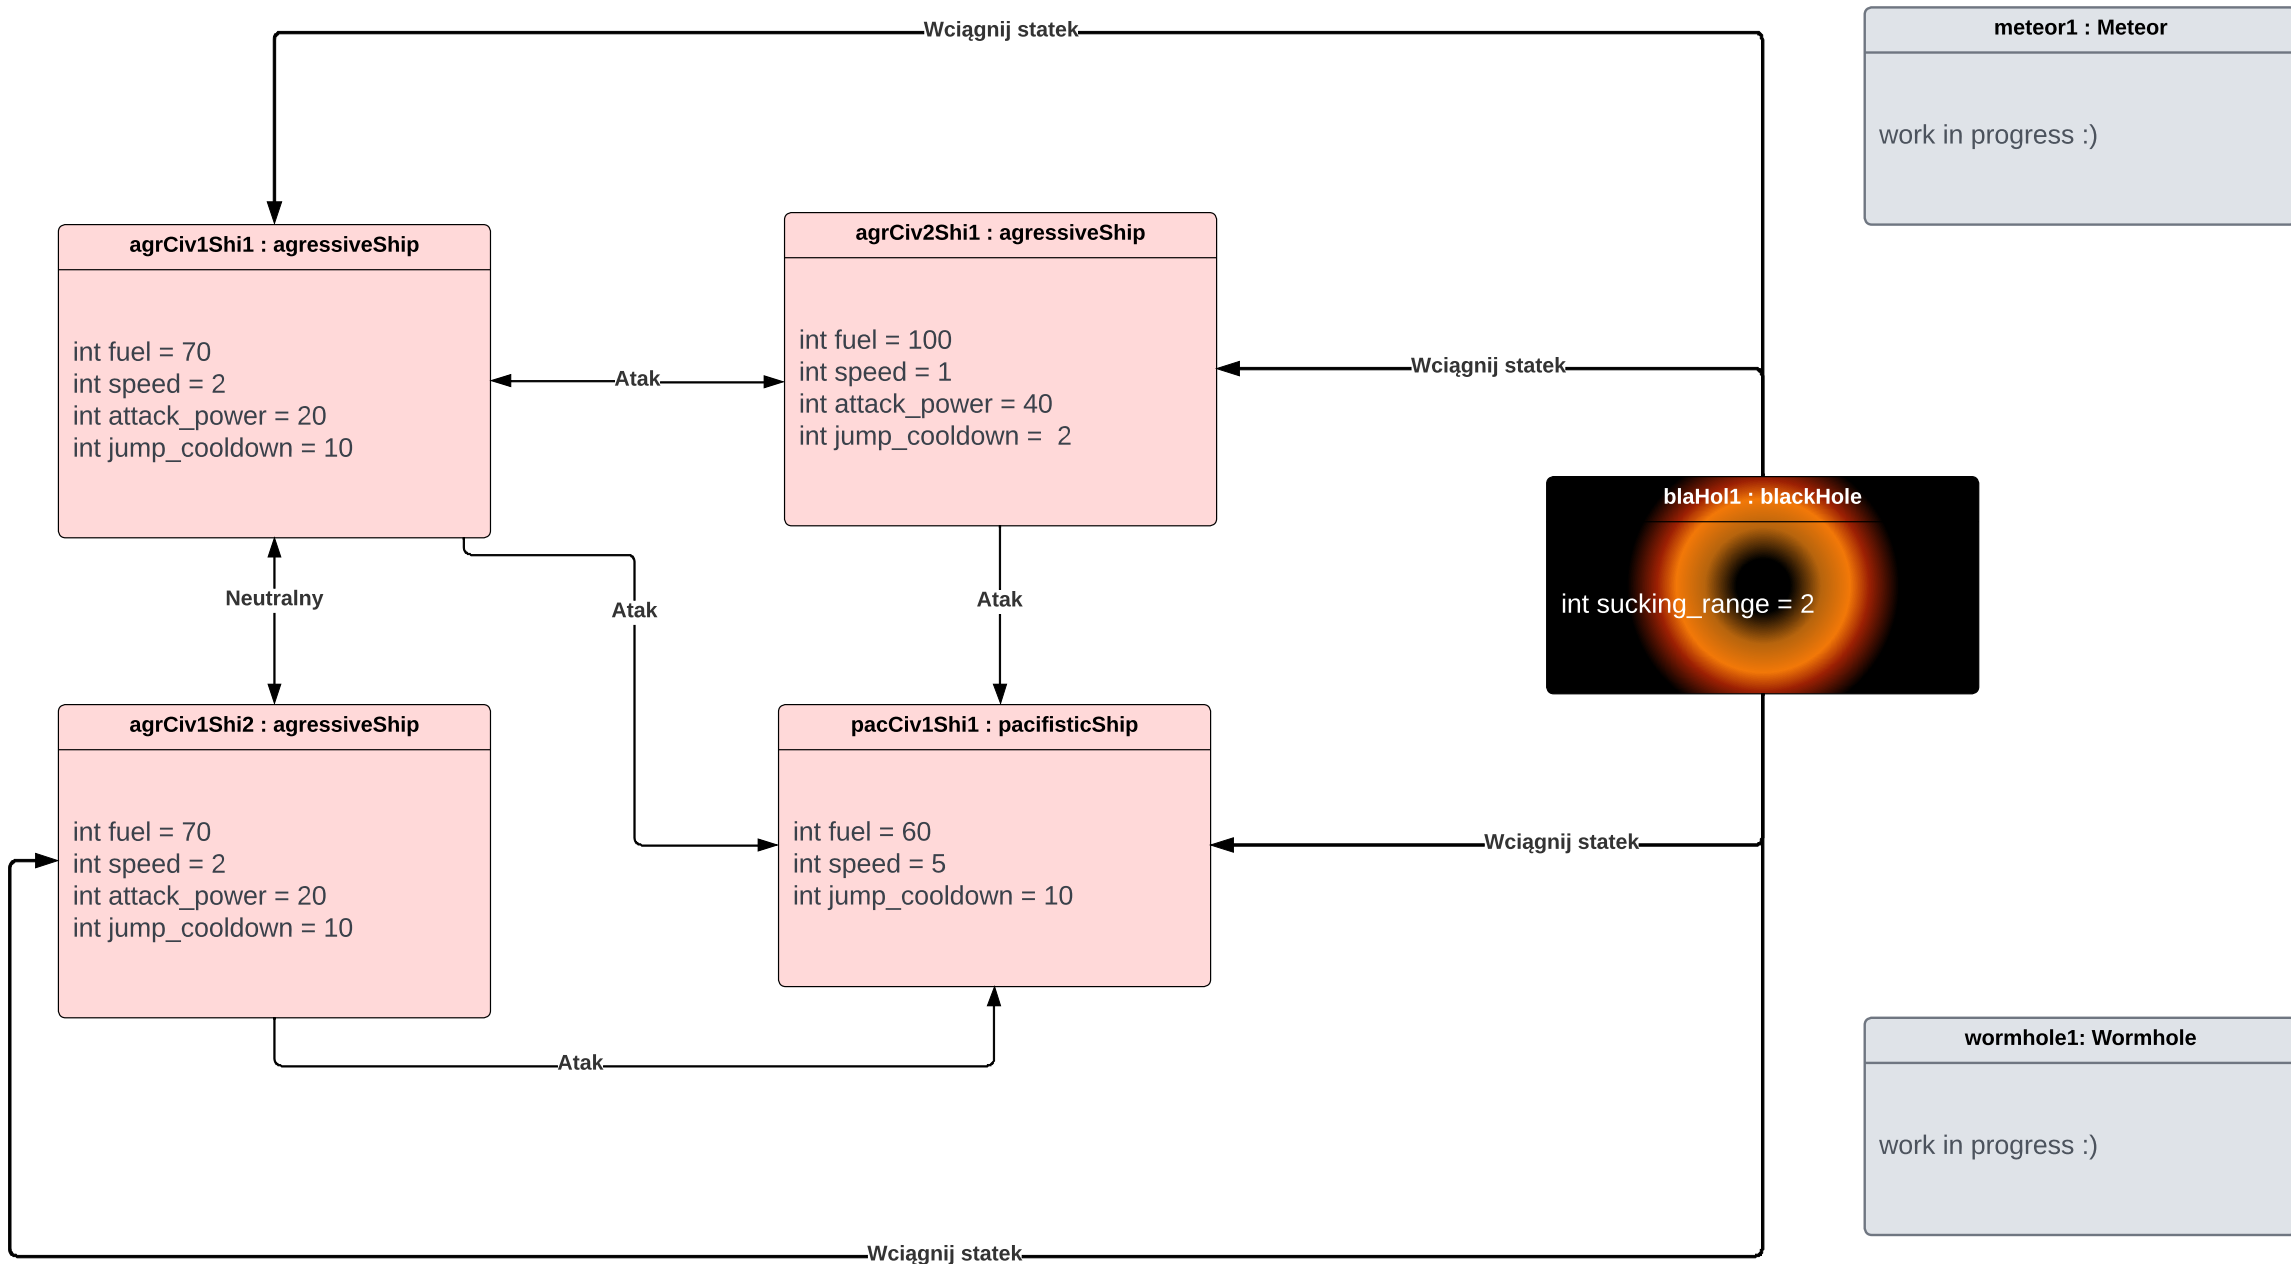 Wciągnij statek
meteor1 : Meteor
work in progress :)
agrCiv1Shi1 : agressiveShip
int fuel = 70
int speed = 2
int attack_power = 20
int jump_cooldown = 10
Atak
agrCiv2Shi1 : agressiveShip
int fuel = 100
int speed = 1
int attack_power = 40
int jump_cooldown =  2
Wciągnij statek
blaHol1 : blackHole
int sucking_range = 2
Neutralny
Atak
Atak
agrCiv1Shi2 : agressiveShip
int fuel = 70
int speed = 2
int attack_power = 20
int jump_cooldown = 10
pacCiv1Shi1 : pacifisticShip
int fuel = 60
int speed = 5
int jump_cooldown = 10
Wciągnij statek
Atak
wormhole1: Wormhole
work in progress :)
Wciągnij statek